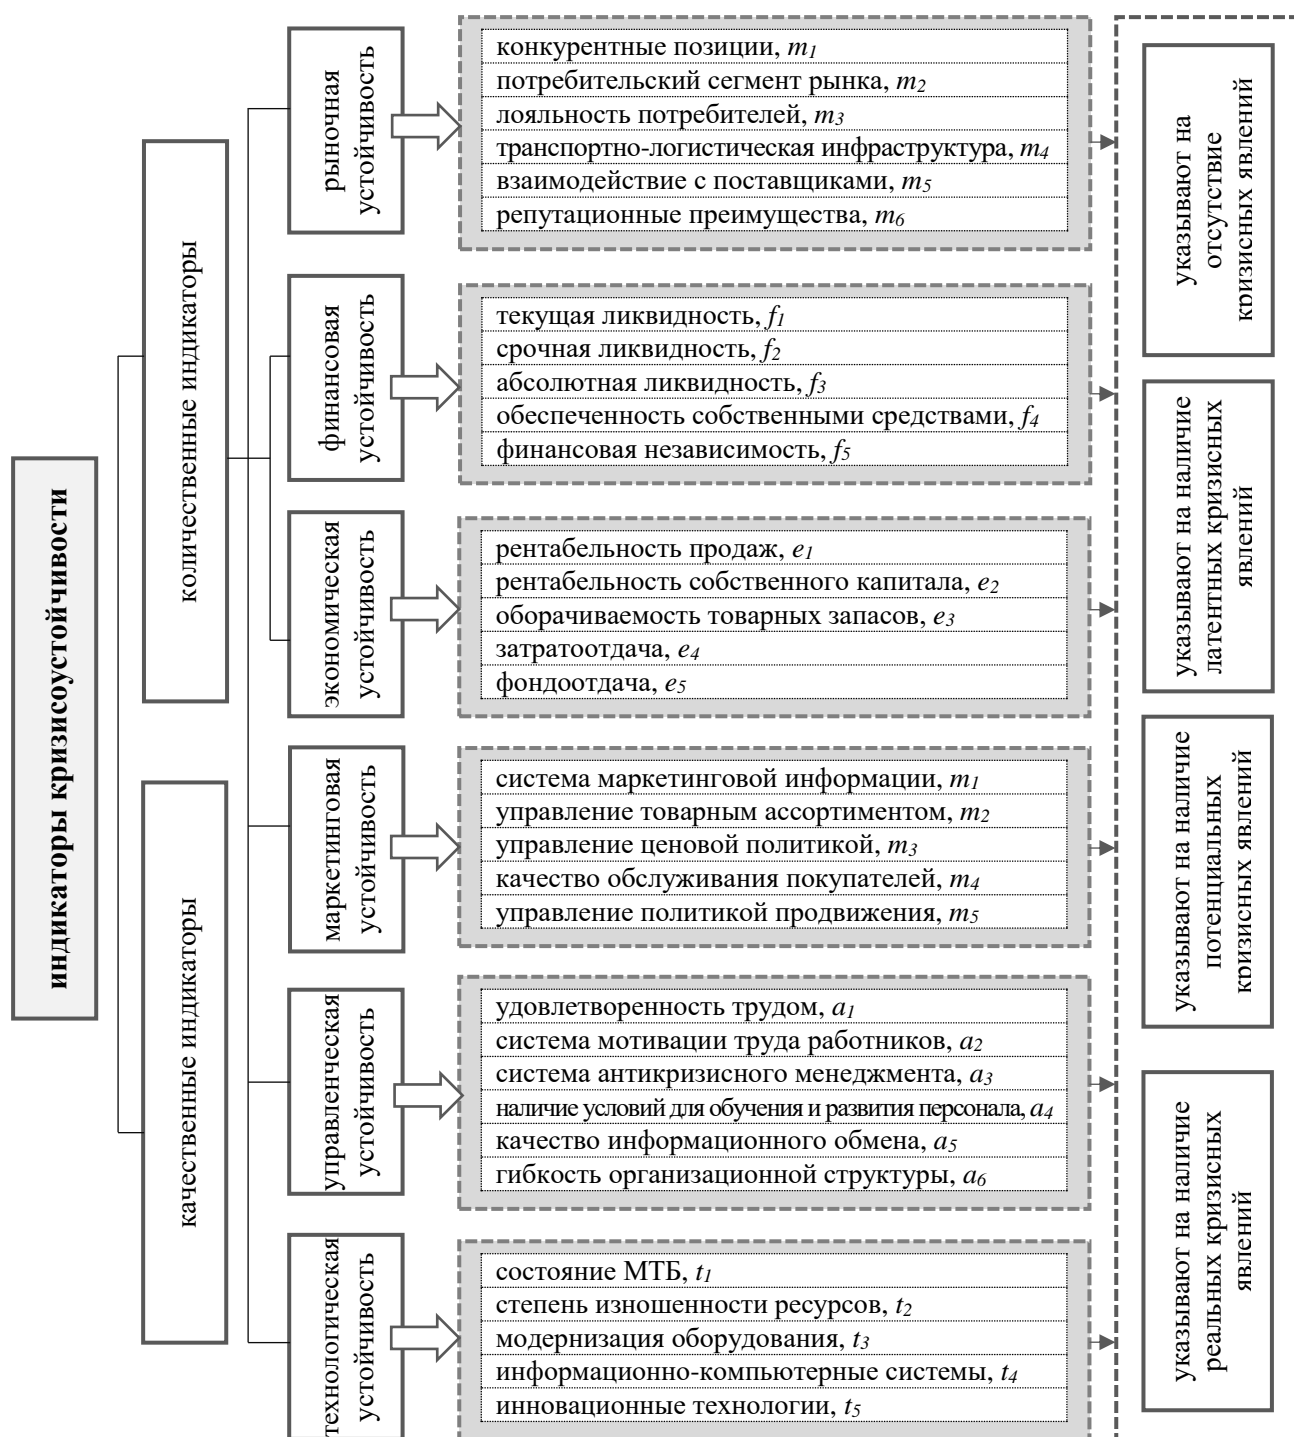 индикаторы кризисоустойчивости
количественные индикаторы
качественные индикаторы
рыночная
устойчивость
конкурентные позиции, m1
потребительский сегмент рынка, m2
лояльность потребителей, m3
транспортно-логистическая инфраструктура, m4
взаимодействие с поставщиками, m5
репутационные преимущества, m6
финансовая
устойчивость
текущая ликвидность, f1
срочная ликвидность, f2
абсолютная ликвидность, f3
обеспеченность собственными средствами, f4
финансовая независимость, f5
экономическая
устойчивость
рентабельность продаж, e1
рентабельность собственного капитала, e2
оборачиваемость товарных запасов, e3
затратоотдача, e4
фондоотдача, e5
маркетинговая
устойчивость
система маркетинговой информации, m1
управление товарным ассортиментом, m2
управление ценовой политикой, m3
качество обслуживания покупателей, m4
управление политикой продвижения, m5
управленческая
устойчивость
удовлетворенность трудом, a1
система мотивации труда работников, a2
система антикризисного менеджмента, a3
наличие условий для обучения и развития персонала, a4
качество информационного обмена, a5
гибкость организационной структуры, a6
технологическая
устойчивость
состояние МТБ, t1
степень изношенности ресурсов, t2
модернизация оборудования, t3
информационно-компьютерные системы, t4
инновационные технологии, t5
указывают на
отсутствие
кризисных явлений
указывают на наличие
латентных кризисных
явлений
указывают на наличие
потенциальных
кризисных явлений
указывают на наличие
реальных кризисных
явлений